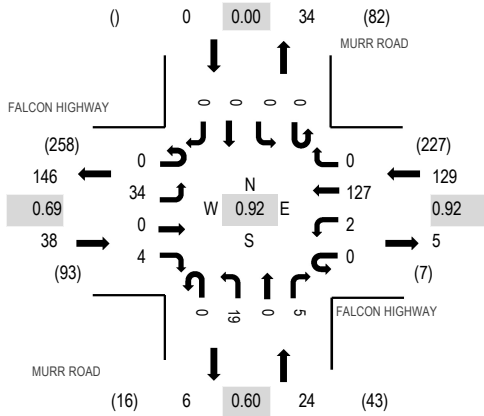 () 0 0.00 34 (82)
MURR ROAD
FALCON HIGHWAY
0 0 0 0
(258) (227)
146 0 0 129
34 N 127
0.69 W 0.92 E 0.92
0 2
38 S 5
4 0
(93) (7)
0 19 0 5
FALCON HIGHWAY
MURR ROAD
(16) 6 0.60 24 (43)